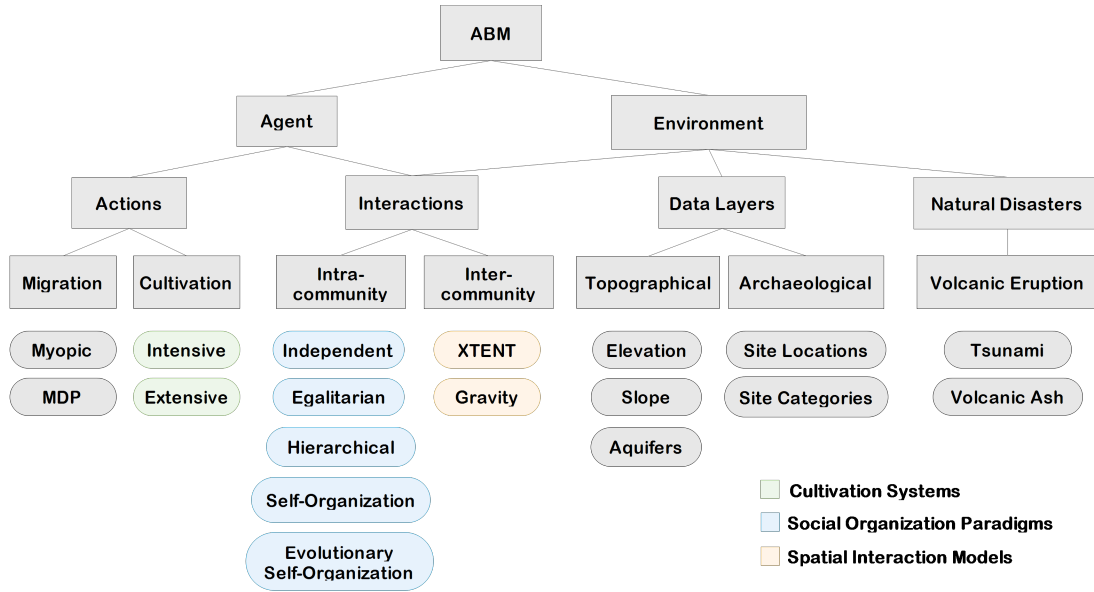 ABM
Agent
Environment
Actions
Interactions
Data Layers
Natural Disasters
Migration
Cultivation
Intra-
community
Inter-
community
Topographical
Archaeological
Volcanic Eruption
Myopic
Intensive
Independent
XTENT
Elevation
Site Locations
Tsunami
MDP
Extensive
Egalitarian
Gravity
Slope
Site Categories
Volcanic Ash
Hierarchical
Aquifers
Self-Organization
Evolutionary
Self-Organization
Cultivation Systems
Social Organization Paradigms
Spatial Interaction Models